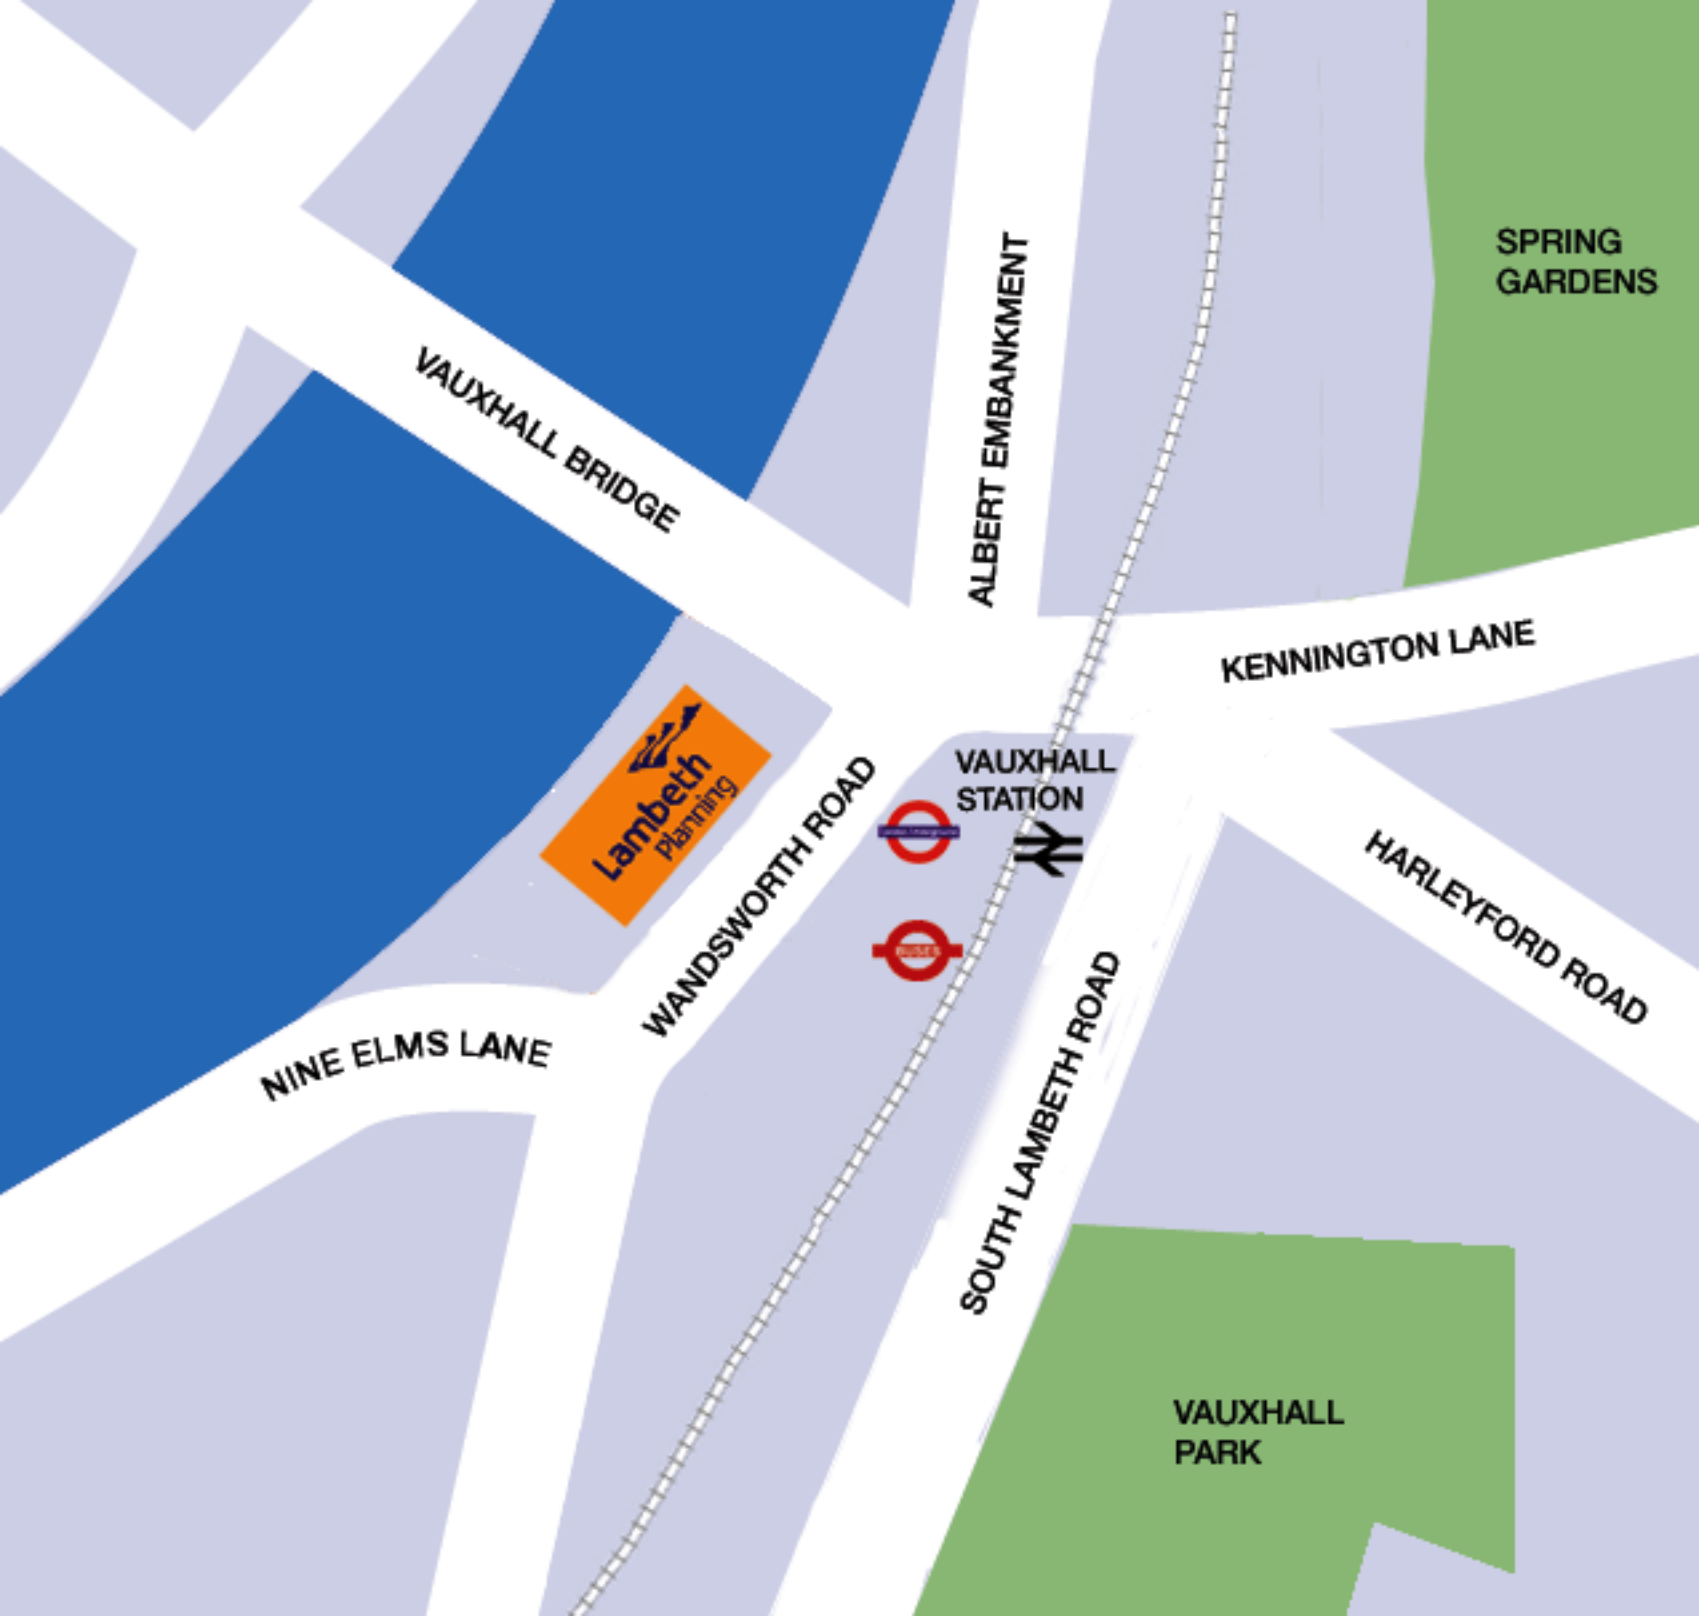 SPRING
GARDENS
VAUXHALL BRIDGE
ALBERT EMBANKMENT
KENNINGTON LANE
Lambeth
Planning
WANDSWORTH ROAD
VAUXHALL
STATION
BUSES
HARLEYFORD ROAD
NINE ELMS LANE
SOUTH LAMBETH ROAD
VAUXHALL
PARK